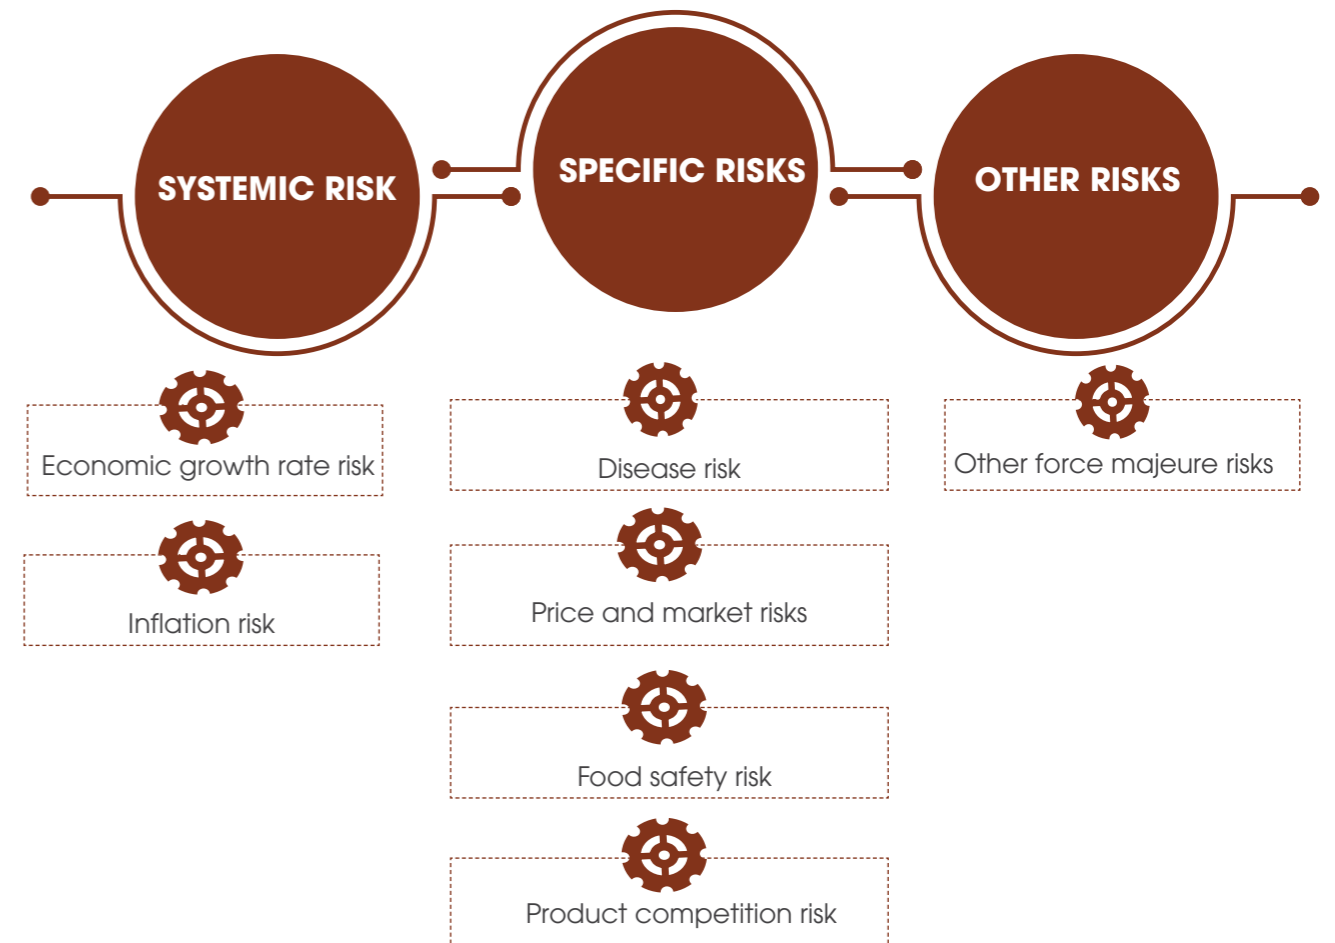 SYSTEMIC RISK
Economic growth rate risk
Inflation risk
SPECIFIC RISKS
Disease risk
Price and market risks
Food safety risk
Product competition risk
OTHER RISKS
Other force majeure risks